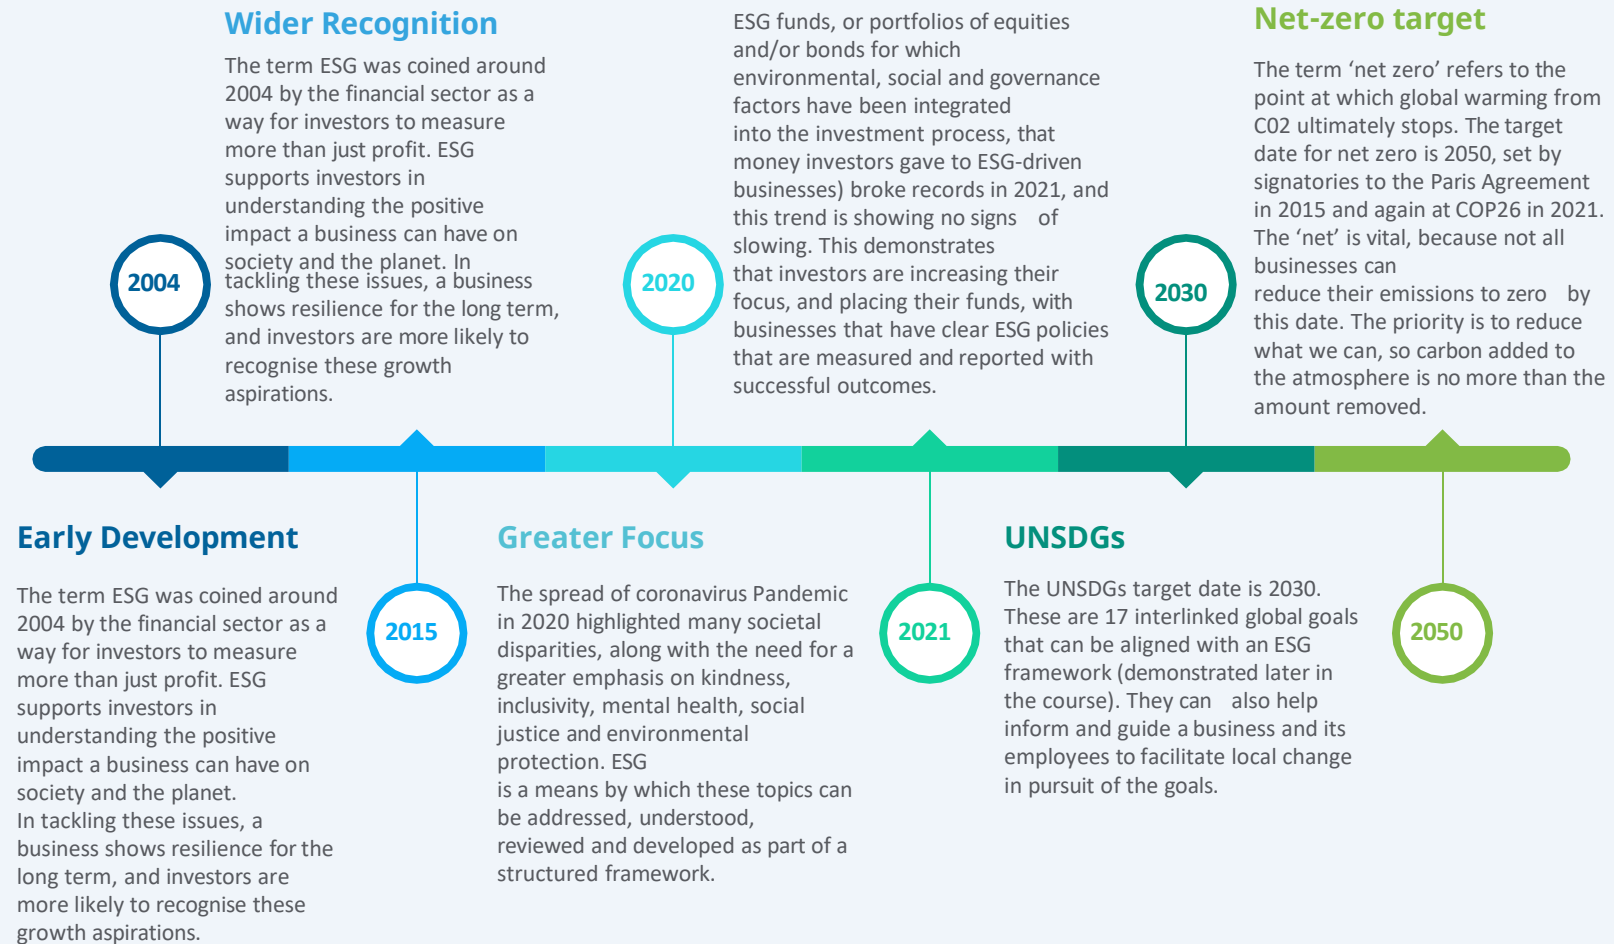 Wider Recognition
The term ESG was coined around
2004 by the financial sector as a
way for investors to measure
more than just profit. ESG
supports investors in
understanding the positive
impact a business can have on
society and the planet. In
tackling these issues, a business
shows resilience for the long term,
and investors are more likely to
recognise these growth
aspirations.
ESG funds, or portfolios of equities
and/or bonds for which
environmental, social and governance
factors have been integrated
into the investment process, that
money investors gave to ESG-driven
businesses) broke records in 2021, and
this trend is showing no signs of
slowing. This demonstrates
that investors are increasing their
focus, and placing their funds, with
businesses that have clear ESG policies
that are measured and reported with
successful outcomes.
Net-zero target
The term ‘net zero’ refers to the
point at which global warming from
C02 ultimately stops. The target
date for net zero is 2050, set by
signatories to the Paris Agreement
in 2015 and again at COP26 in 2021.
The ‘net’ is vital, because not all
businesses can
reduce their emissions to zero by
this date. The priority is to reduce
what we can, so carbon added to
the atmosphere is no more than the
amount removed.
2004
2020
2030
Early Development
The term ESG was coined around
2004 by the financial sector as a
way for investors to measure
more than just profit. ESG
supports investors in
understanding the positive
impact a business can have on
society and the planet.
In tackling these issues, a
business shows resilience for the
long term, and investors are
more likely to recognise these
growth aspirations.
2015
Greater Focus
The spread of coronavirus Pandemic
in 2020 highlighted many societal
disparities, along with the need for a
greater emphasis on kindness,
inclusivity, mental health, social
justice and environmental
protection. ESG
is a means by which these topics can
be addressed, understood,
reviewed and developed as part of a
structured framework.
2021
UNSDGs
The UNSDGs target date is 2030.
These are 17 interlinked global goals
that can be aligned with an ESG
framework (demonstrated later in
the course). They can also help
inform and guide a business and its
employees to facilitate local change
in pursuit of the goals.
2050